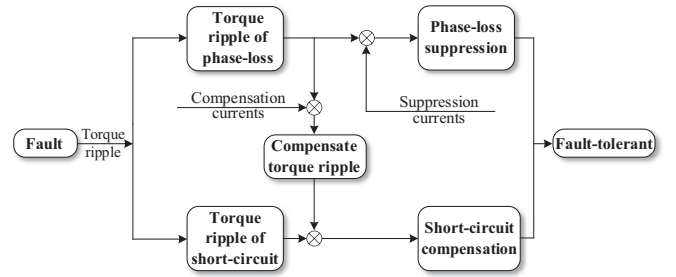 Torque
ripple of
phase-loss
Phase-loss
suppression
Compensation
currents
Suppression
currents
Fault
Torque
ripple
Compensate
torque ripple
Fault-tolerant
Torque
ripple of
short-circuit
Short-circuit
compensation